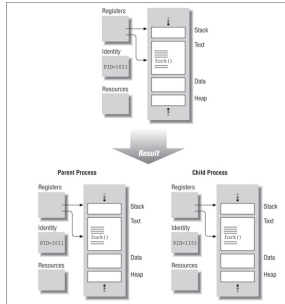 Registers
Stack
Text
Identity
PID=1011
fork()
Resources
Data
Heap
Result
Parent Process
Child Process
Registers
Stack
Text
Identity
PID=1011
fork()
Resources
Data
Heap
Registers
Stack
Text
Identity
PID=1153
fork()
Resources
Data
Heap